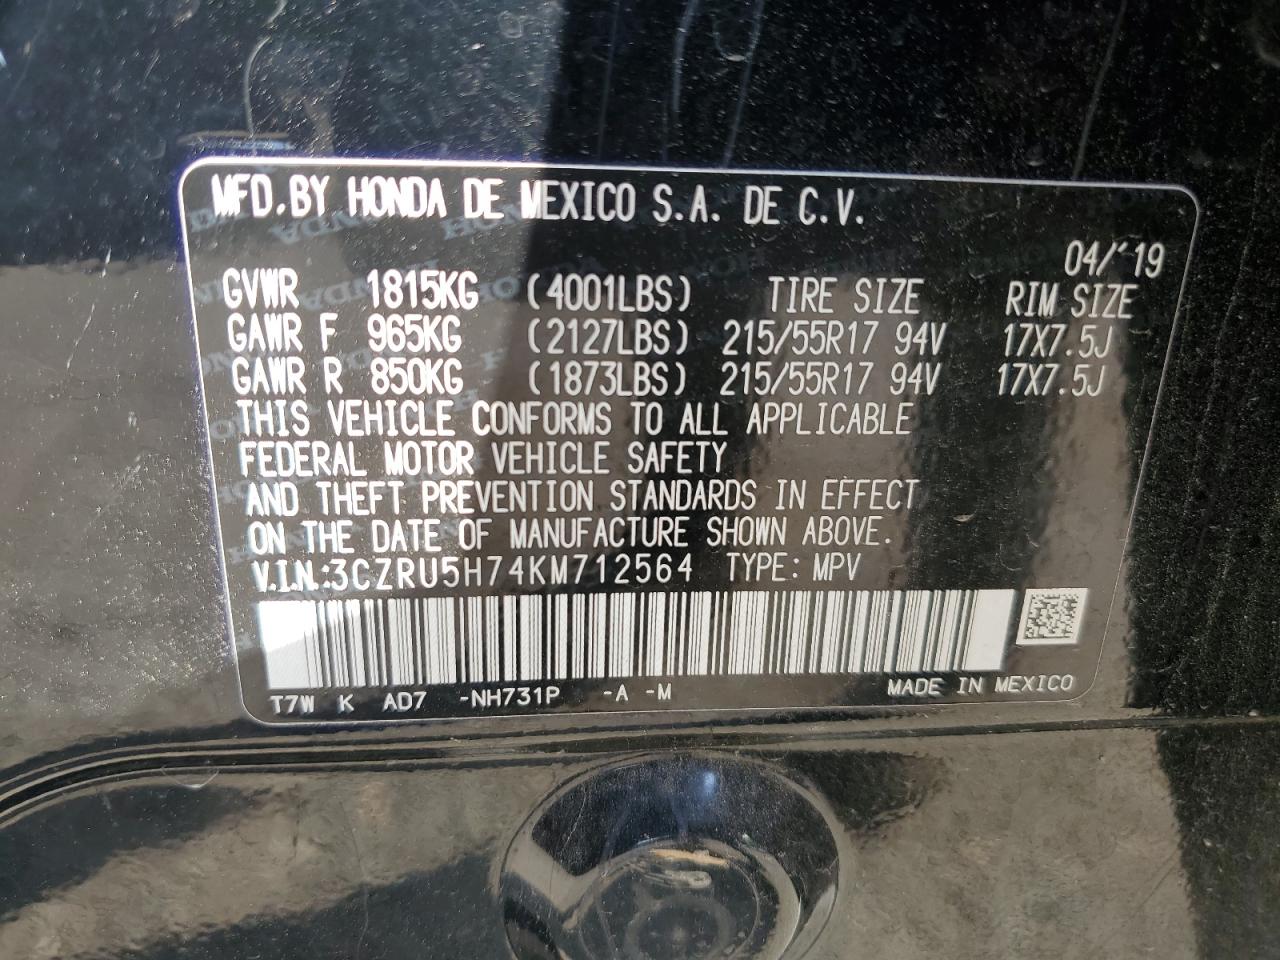 MFD.BY HONDA DE MEXICO S.A. DE C.V.
04/'19
GVWR 1815KG (4001LBS) TIRE SIZE RIM SIZE
GAWR F 965KG (2127LBS) 215/55R17 94V 17X7.5J
GAWR R 850KG (1873LBS) 215/55R17 94V 17X7.5J
THIS VEHICLE CONFORMS TO ALL APPLICABLE
FEDERAL MOTOR VEHICLE SAFETY
AND THEFT PREVENTION STANDARDS IN EFFECT
ON THE DATE OF MANUFACTURE SHOWN ABOVE.
V.I.N.:3CZRU5H74KM712564 TYPE: MPV
T7W K AD7 -NH731P -A -M MADE IN MEXICO